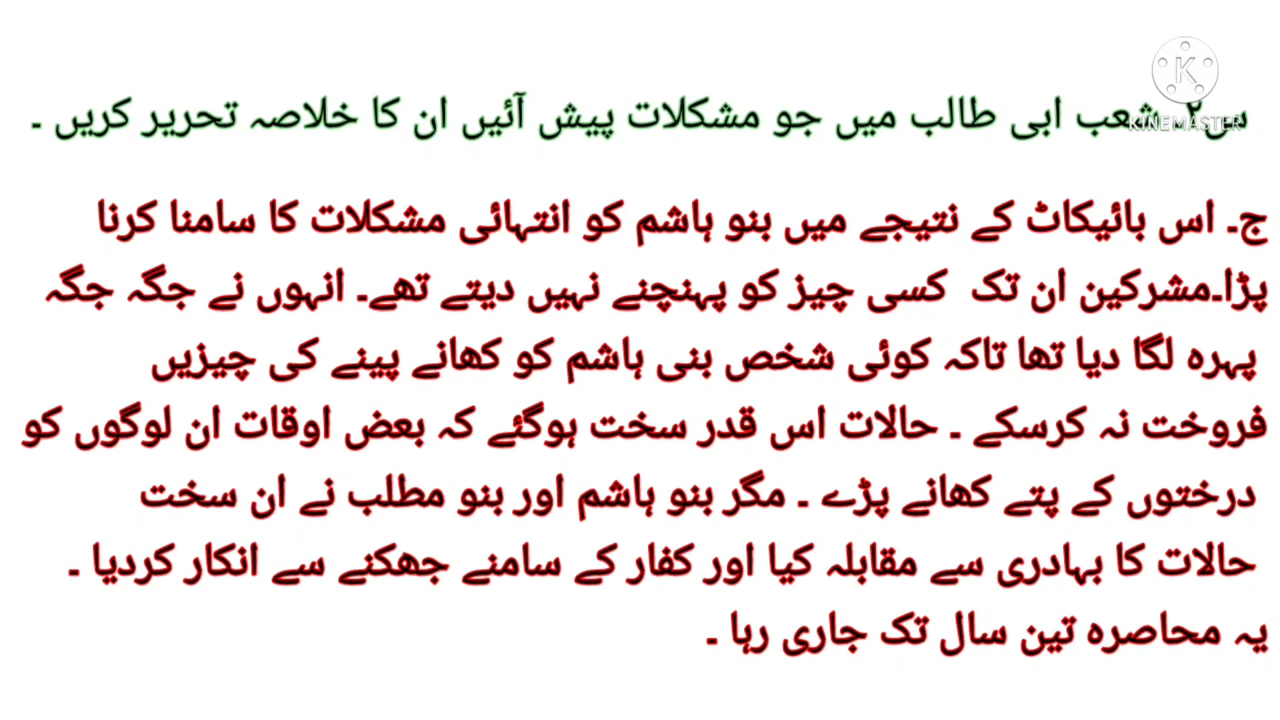 س۲۔ شعب ابی طالب میں جو مشکلات پیش آئیں ان کا خلاصہ تحریر کریں ۔
ج۔ اس بائیکاٹ کے نتیجے میں بنو ہاشم کو انتہائی مشکلات کا سامنا کرنا
پڑا۔مشرکین ان تک کسی چیز کو پہنچنے نہیں دیتے تھے۔ انہوں نے جگہ جگہ
پہرہ لگا دیا تھا تاکہ کوئی شخص بنی ہاشم کو کھانے پینے کی چیزیں
فروخت نہ کرسکے ۔ حالات اس قدر سخت ہوگئے کہ بعض اوقات ان لوگوں کو
درختوں کے پتے کھانے پڑے ۔ مگر بنو ہاشم اور بنو مطلب نے ان سخت
حالات کا بہادری سے مقابلہ کیا اور کفار کے سامنے جھکنے سے انکار کردیا ۔
یہ محاصرہ تین سال تک جاری رہا ۔
K
KINEMASTER